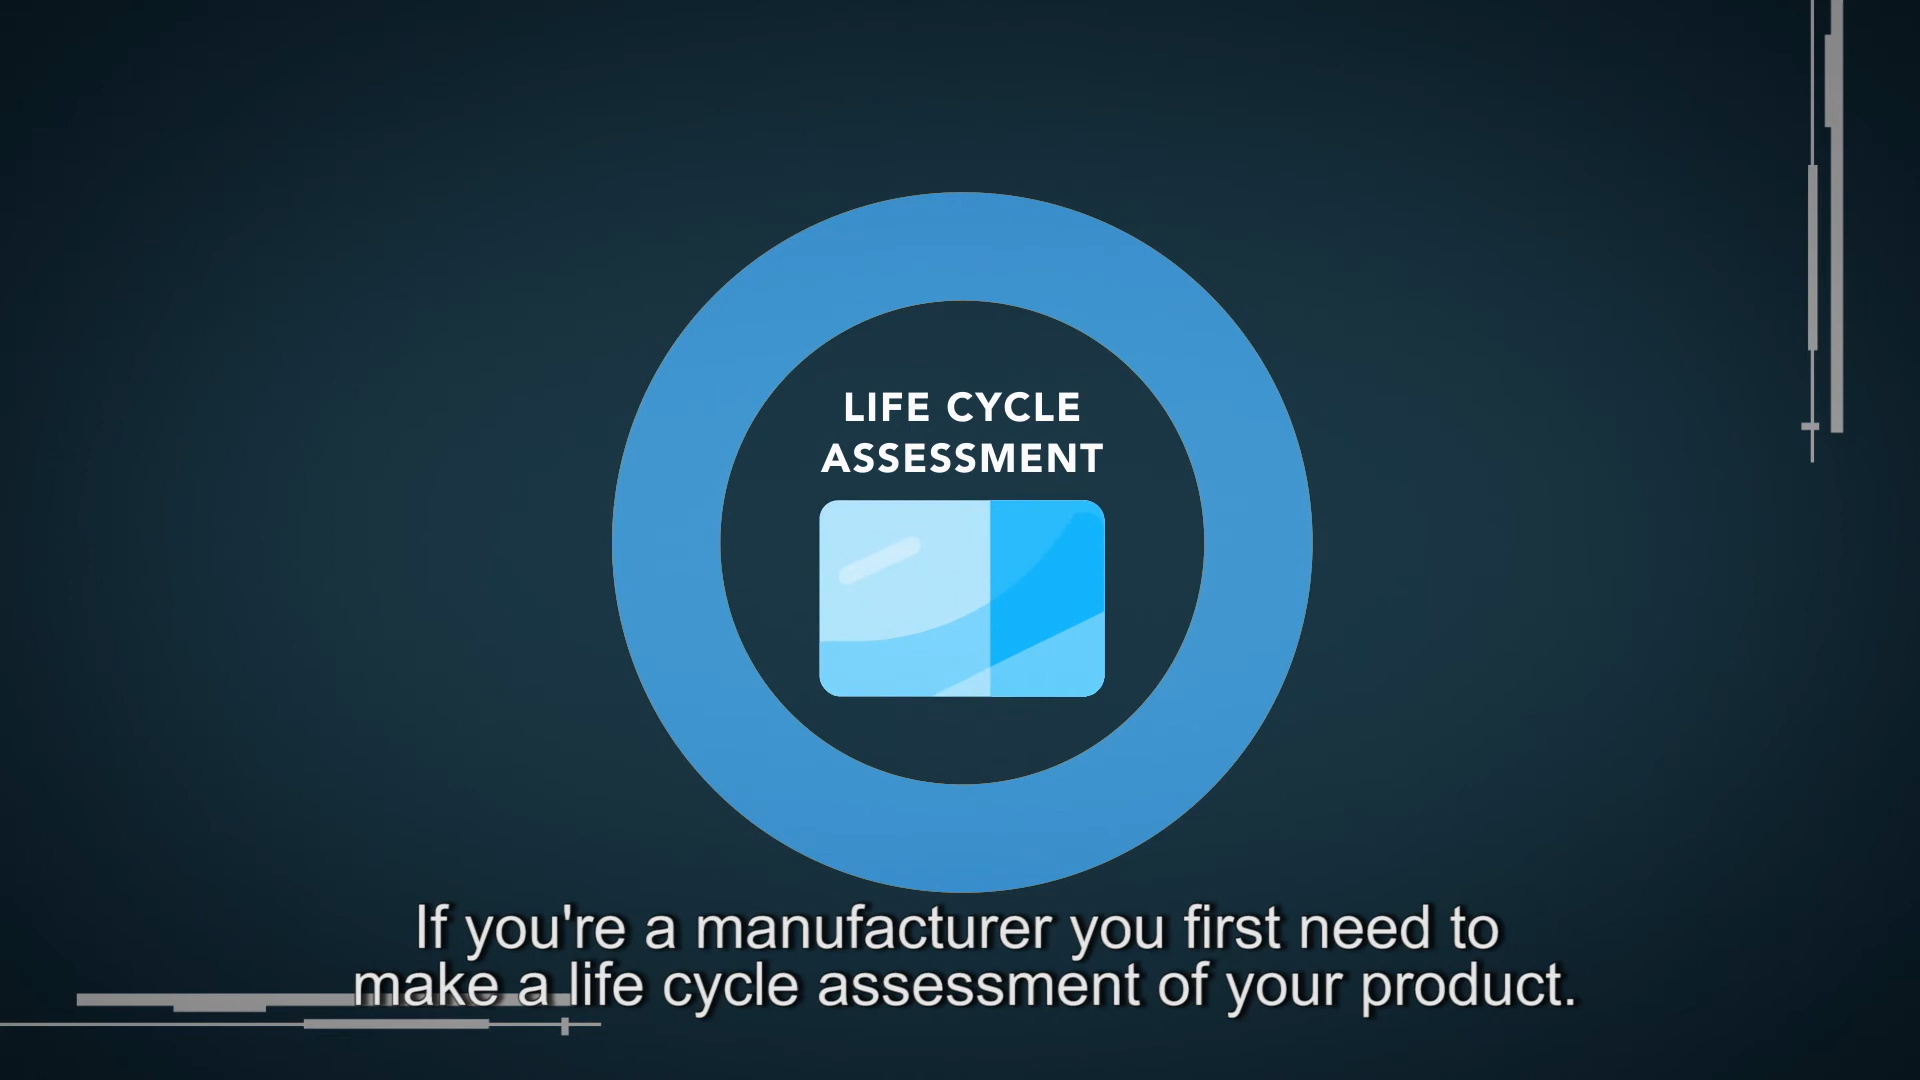 LIFE CYCLE
ASSESSMENT
If you're a manufacturer you first need to
make a life cycle assessment of your product.